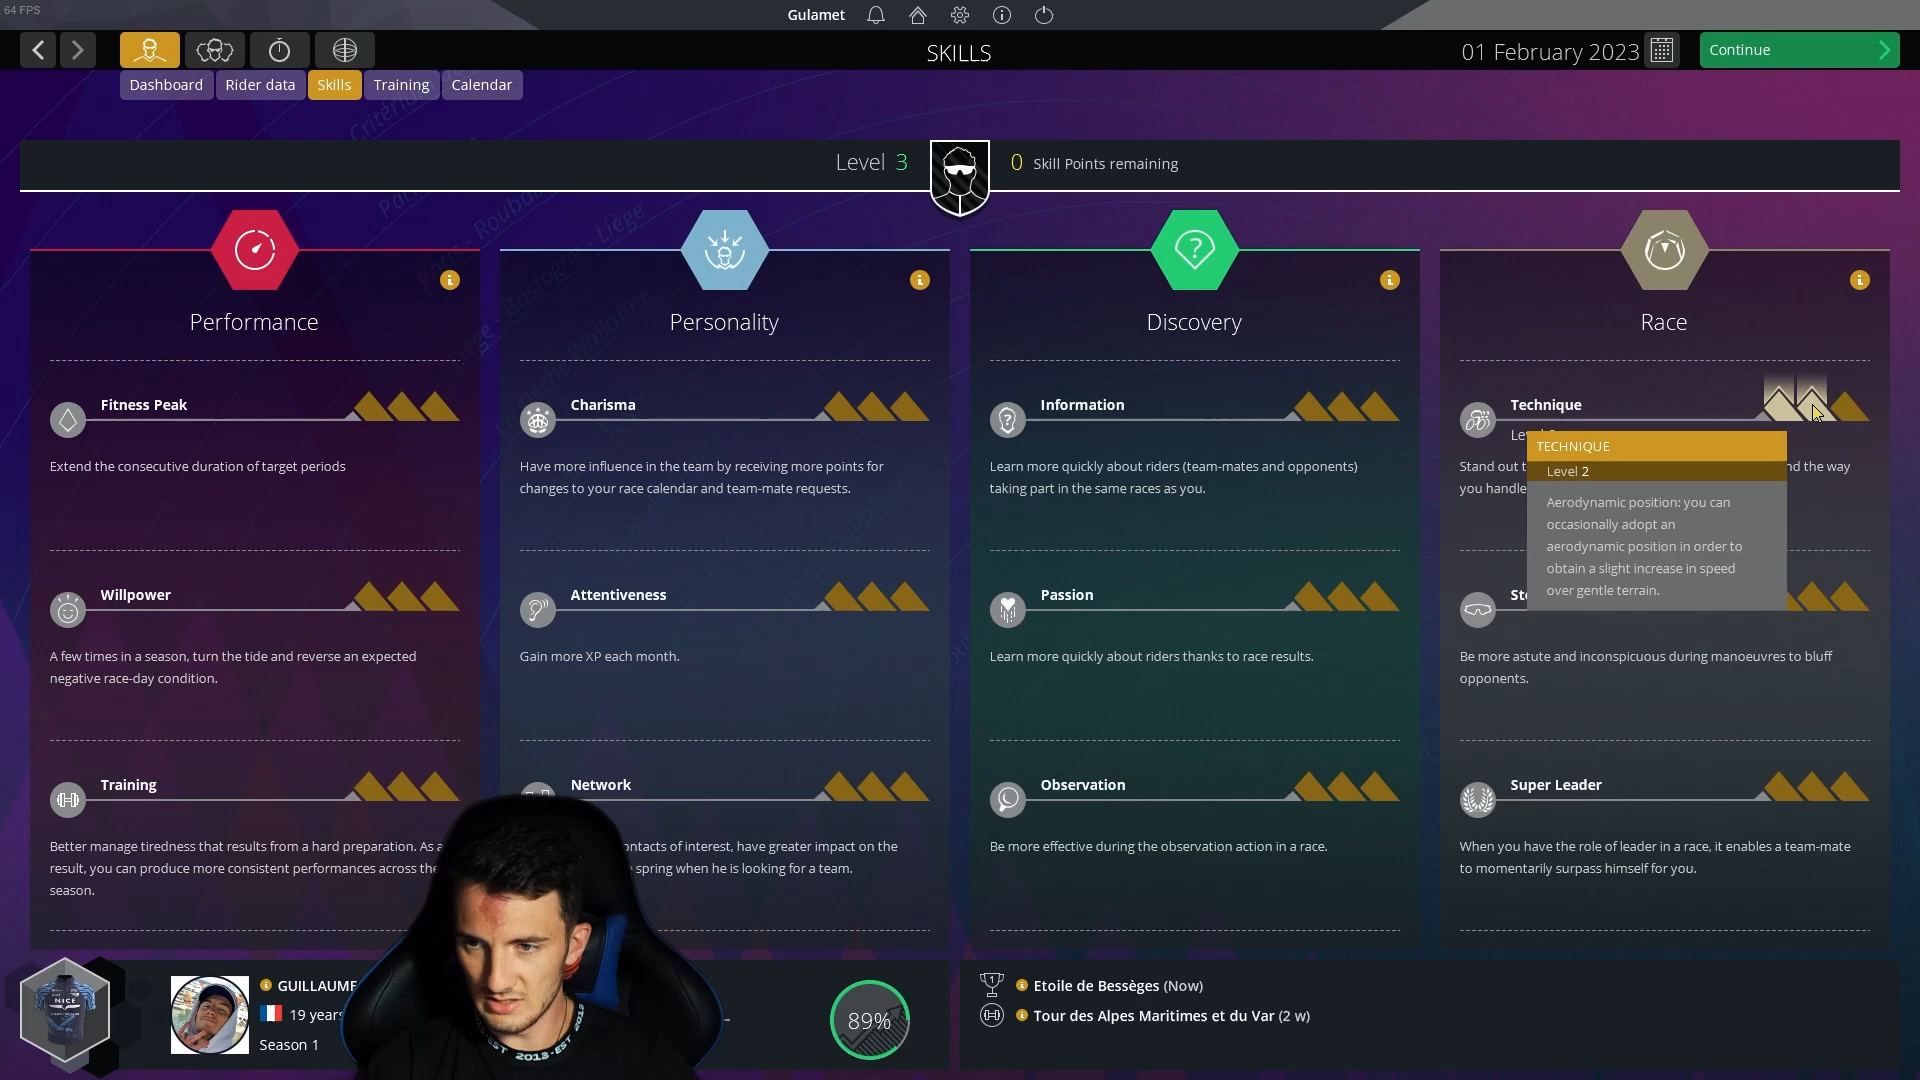 64 FPS
Gulamet
SKILLS
01 February 2023
Continue
Dashboard
Rider data
Skills
Training
Calendar
Level 3
0 Skill Points remaining
Performance
Personality
Discovery
Race
Fitness Peak
Extend the consecutive duration of target periods
Willpower
A few times in a season, turn the tide and reverse an expected
negative race-day condition.
Training
Better manage tiredness that results from a hard preparation. As a
result, you can produce more consistent performances across the
season.
Charisma
Have more influence in the team by receiving more points for
changes to your race calendar and team-mate requests.
Attentiveness
Gain more XP each month.
Network
contacts of interest, have greater impact on the
spring when he is looking for a team.
Information
Learn more quickly about riders (team-mates and opponents)
taking part in the same races as you.
Passion
Learn more quickly about riders thanks to race results.
Observation
Be more effective during the observation action in a race.
Technique
Stand out
the way
you handle
TECHNIQUE
Level 2
Aerodynamic position: you can
occasionally adopt an
aerodynamic position in order to
obtain a slight increase in speed
over gentle terrain.
Be more astute and inconspicuous during manoeuvres to bluff
opponents.
Super Leader
When you have the role of leader in a race, it enables a team-mate
to momentarily surpass himself for you.
NICE
GUILLAUME
19 years
Season 1
EST 2013·EST 2013
89%
Etoile de Bessèges (Now)
Tour des Alpes Maritimes et du Var (2 w)